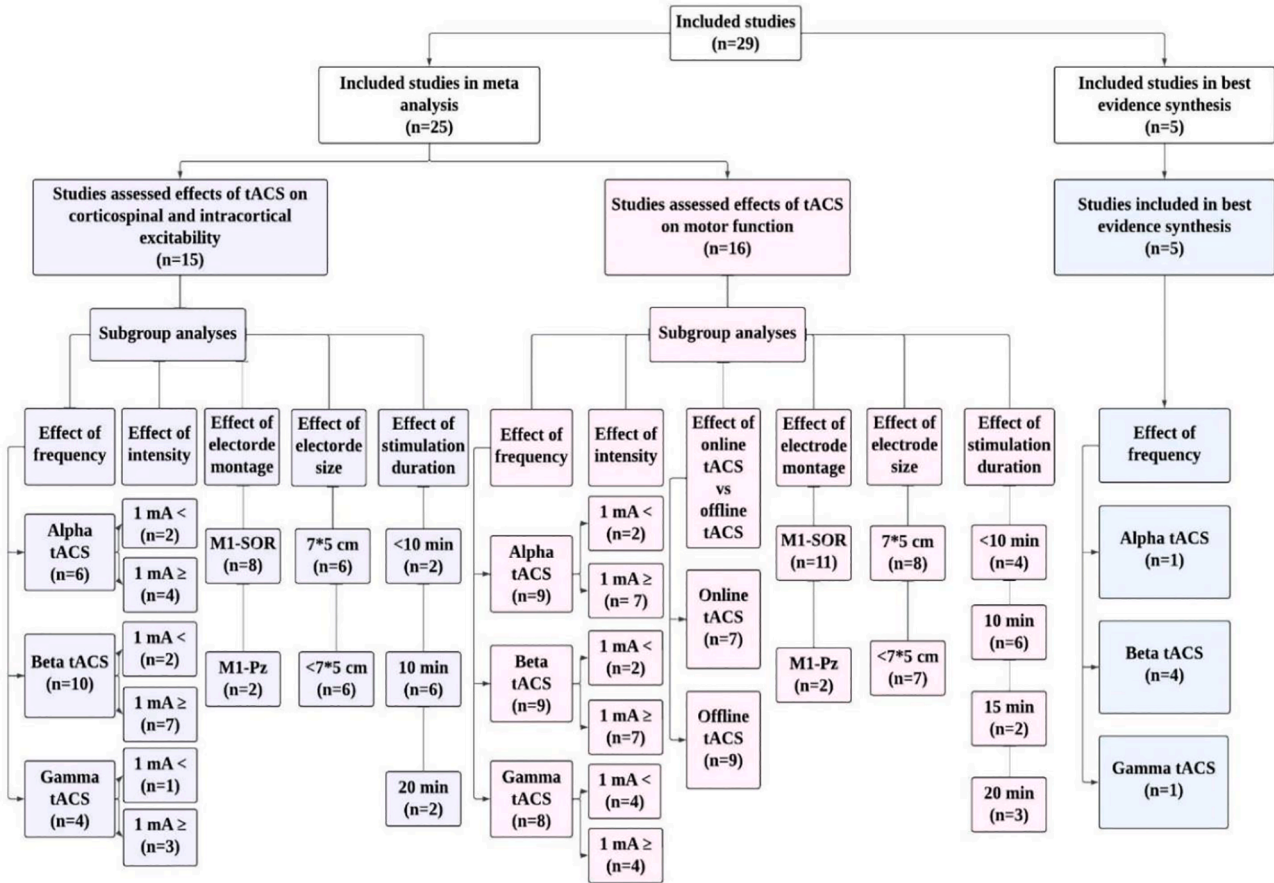 Included studies
(n=29)
Included studies in meta
analysis
(n=25)
Included studies in best
evidence synthesis
(n=5)
Studies assessed effects of tACS on
corticospinal and intracortical
excitability
(n=15)
Studies assessed effects of tACS
on motor function
(n=16)
Studies included in best
evidence synthesis
(n=5)
Subgroup analyses
Subgroup analyses
Effect of
frequency
Effect of
intensity
Effect of
electorde
montage
Effect of
electorde
size
Effect of
stimulation
duration
Effect of
frequency
Effect of
intensity
Effect of
online
tACS
vs
offline
tACS
Effect of
electrode
montage
Effect of
electrode
size
Effect of
stimulation
duration
Effect of
frequency
Alpha
tACS
(n=6)
1 mA <
(n=2)
1 mA ≥
(n=4)
M1-SOR
(n=8)
7*5 cm
(n=6)
<10 min
(n=2)
Alpha
tACS
(n=9)
1 mA <
(n=2)
1 mA ≥
(n= 7)
M1-SOR
(n=11)
7*5 cm
(n=8)
<10 min
(n=4)
Alpha tACS
(n=1)
Beta tACS
(n=10)
1 mA <
(n=2)
1 mA ≥
(n=7)
M1-Pz
(n=2)
<7*5 cm
(n=6)
10 min
(n=6)
Beta
tACS
(n=9)
1 mA <
(n=2)
1 mA ≥
(n=7)
Online
tACS
(n=7)
M1-Pz
(n=2)
<7*5 cm
(n=7)
10 min
(n=6)
Beta tACS
(n=4)
Offline
tACS
(n=9)
15 min
(n=2)
Gamma
tACS
(n=4)
1 mA <
(n=1)
1 mA ≥
(n=3)
20 min
(n=2)
Gamma
tACS
(n=8)
1 mA <
(n=4)
1 mA ≥
(n=4)
20 min
(n=3)
Gamma tACS
(n=1)